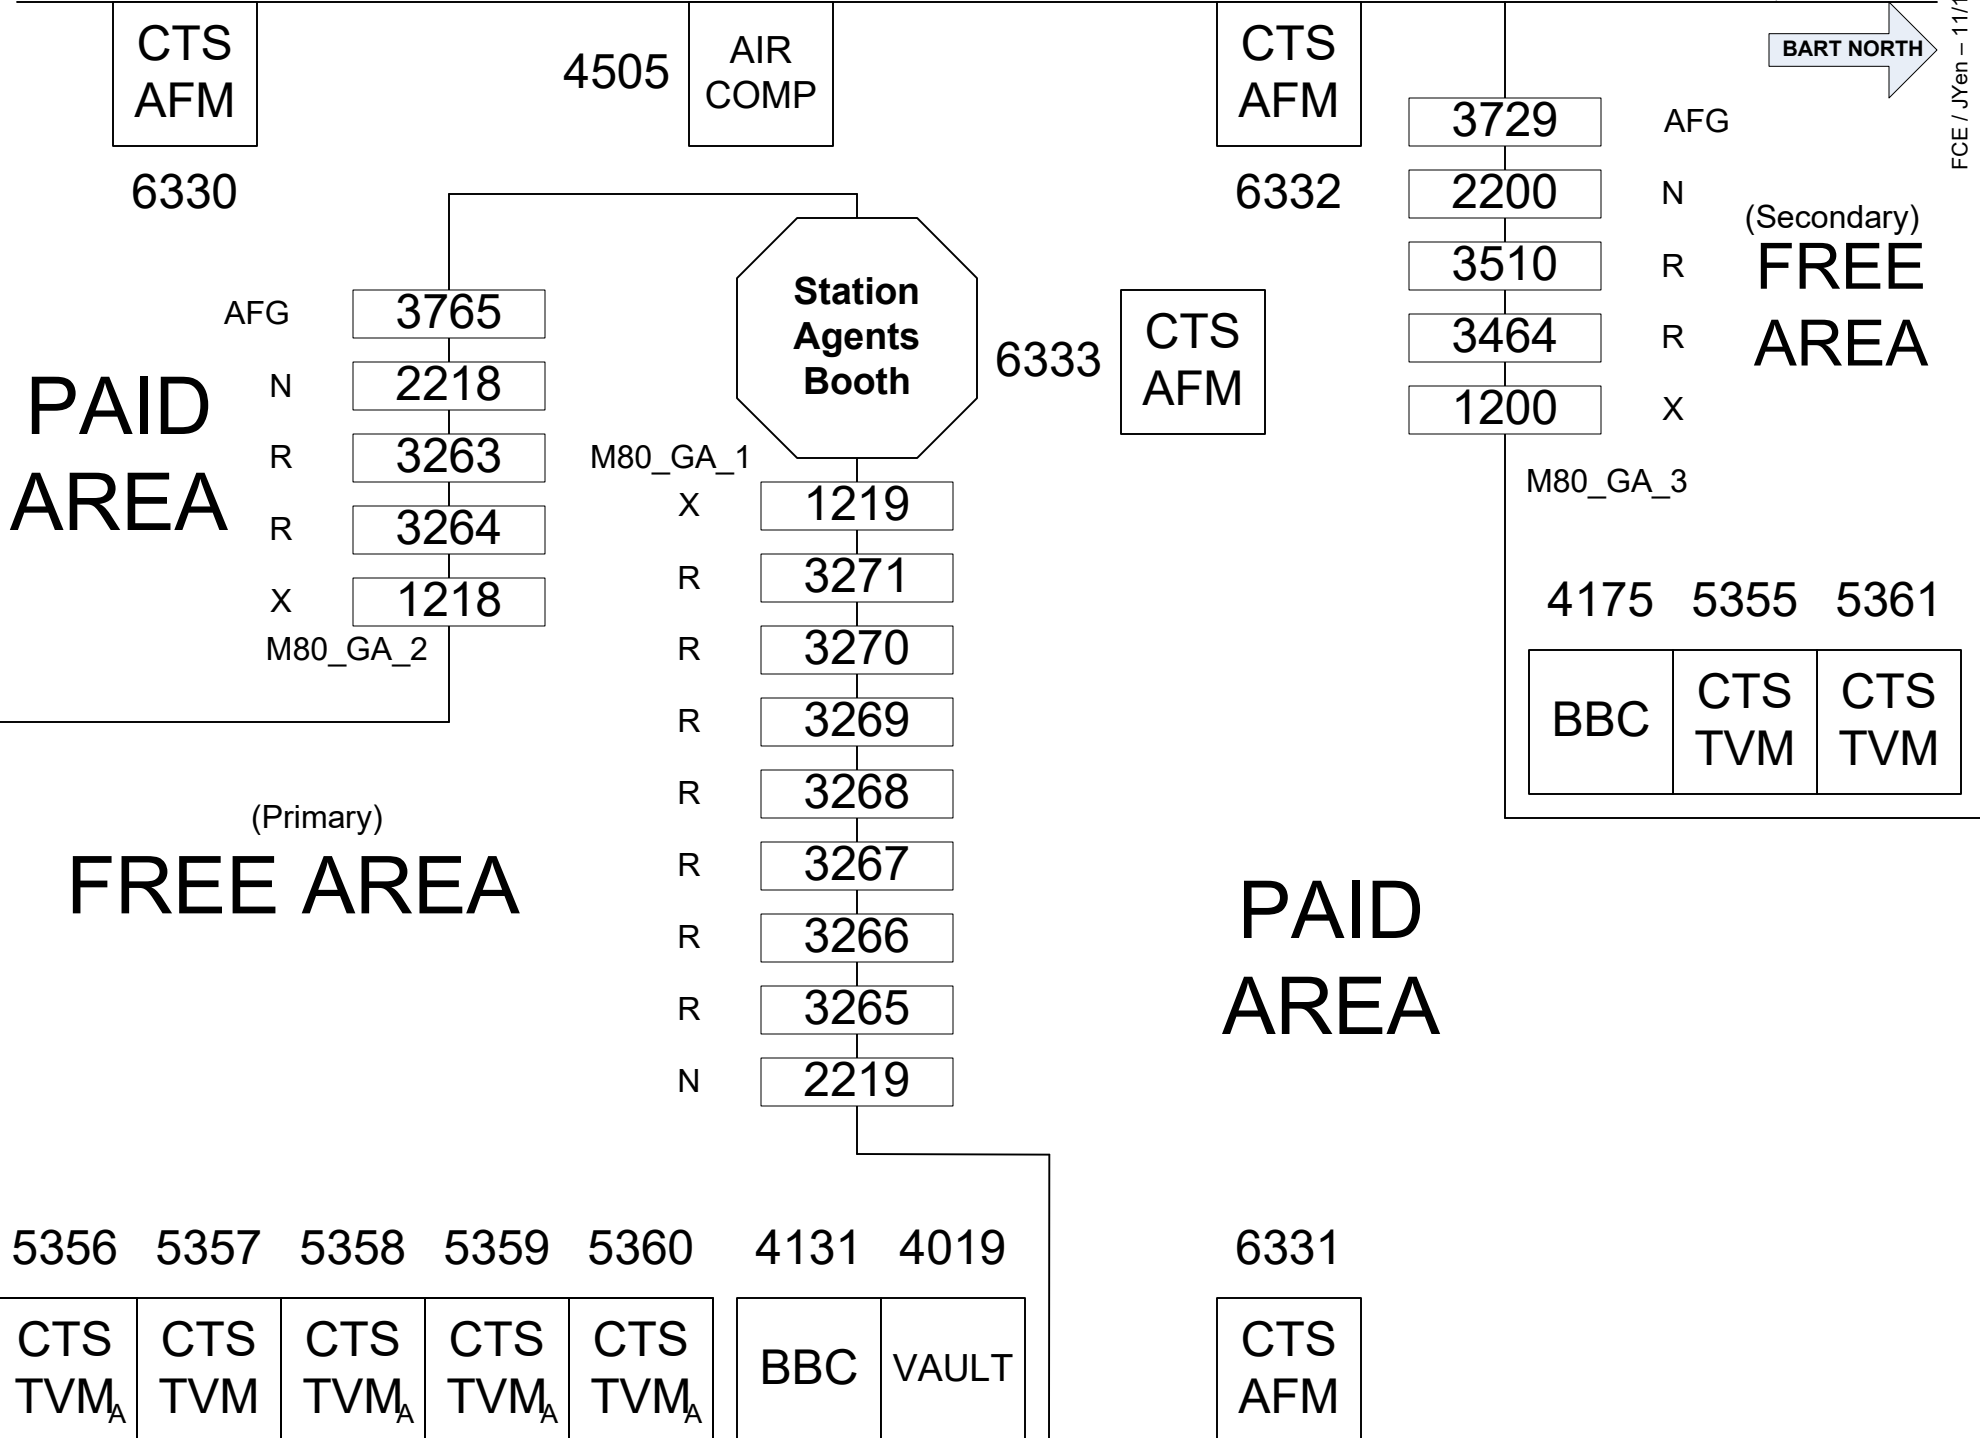 CTS
AFM
6330
4505
AIR
COMP
CTS
AFM
6332
BART NORTH
FCE / JYen – 11/1
3729 AFG
2200 N
3510 R
3464 R
1200 X
M80_GA_3
(Secondary)
FREE
AREA
PAID
AREA
AFG 3765
N 2218
R 3263
R 3264
X 1218
M80_GA_2
Station
Agents
Booth
6333
CTS
AFM
M80_GA_1
X 1219
R 3271
R 3270
R 3269
R 3268
R 3267
R 3266
R 3265
N 2219
4175 5355 5361
BBC
CTS
TVM
CTS
TVM
(Primary)
FREE AREA
PAID
AREA
5356 5357 5358 5359 5360 4131 4019 6331
CTS
TVM A
CTS
TVM
CTS
TVM A
CTS
TVM A
CTS
TVM A
BBC
VAULT
CTS
AFM